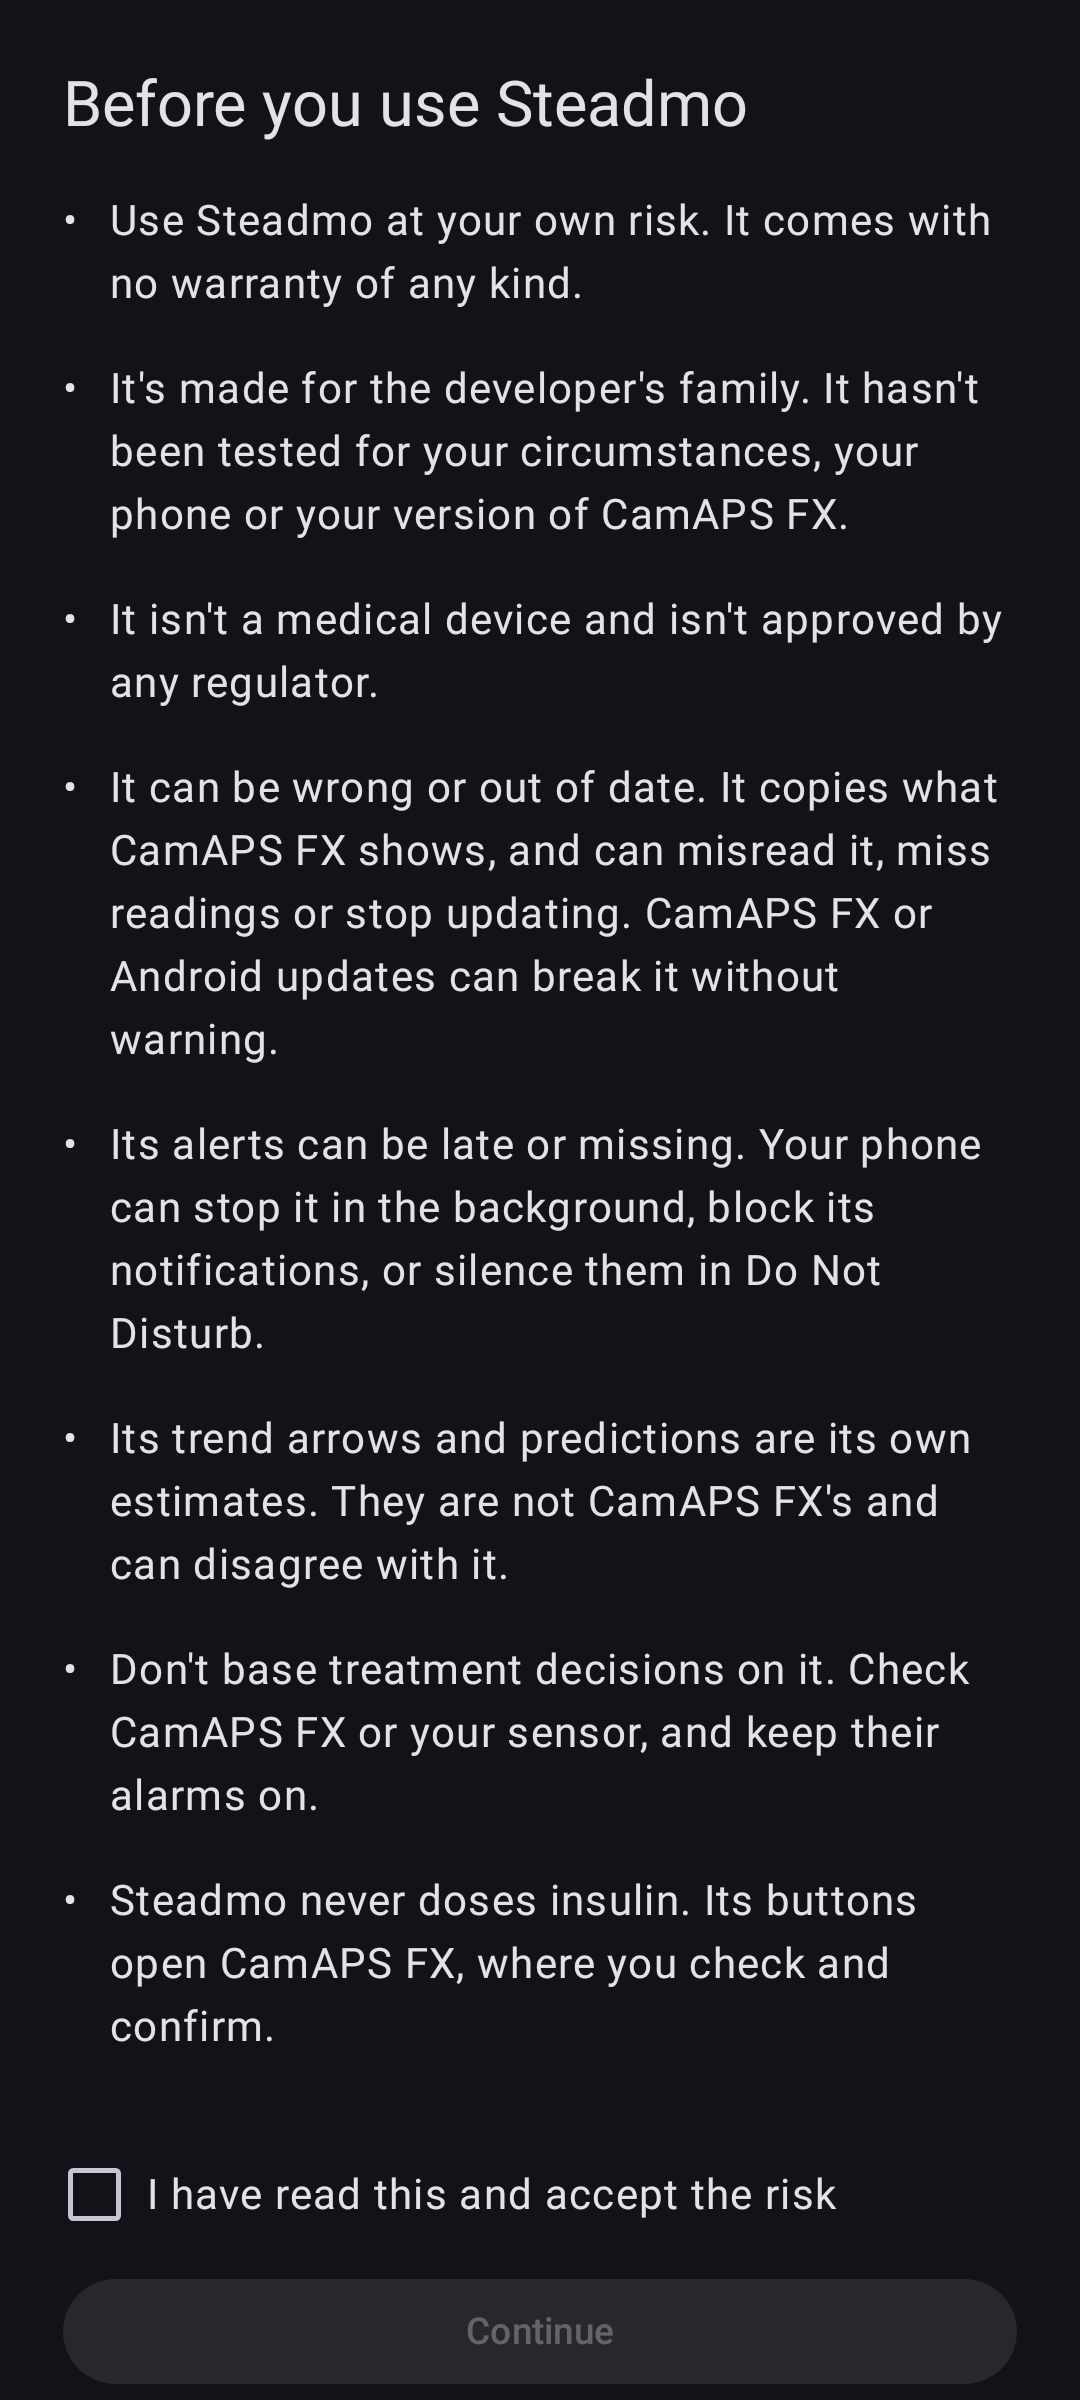 Before you use Steadmo
• Use Steadmo at your own risk. It comes with
no warranty of any kind.
• It's made for the developer's family. It hasn't
been tested for your circumstances, your
phone or your version of CamAPS FX.
• It isn't a medical device and isn't approved by
any regulator.
• It can be wrong or out of date. It copies what
CamAPS FX shows, and can misread it, miss
readings or stop updating. CamAPS FX or
Android updates can break it without
warning.
• Its alerts can be late or missing. Your phone
can stop it in the background, block its
notifications, or silence them in Do Not
Disturb.
• Its trend arrows and predictions are its own
estimates. They are not CamAPS FX's and
can disagree with it.
• Don't base treatment decisions on it. Check
CamAPS FX or your sensor, and keep their
alarms on.
• Steadmo never doses insulin. Its buttons
open CamAPS FX, where you check and
confirm.
I have read this and accept the risk
Continue